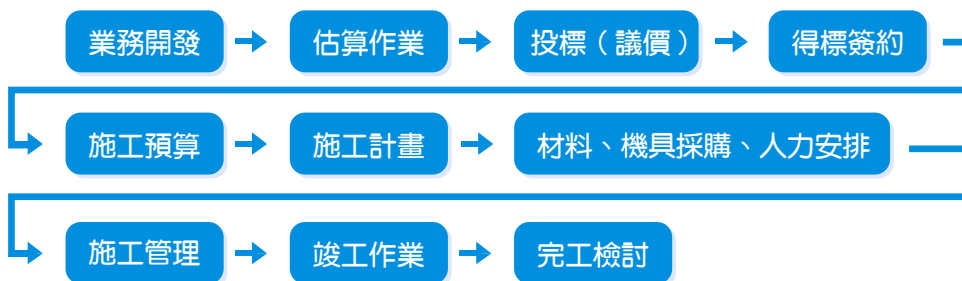 業務開發 估算作業 投標（議價） 得標簽約
施工預算 施工計畫 材料、機具採購、人力安排
施工管理 竣工作業 完工檢討